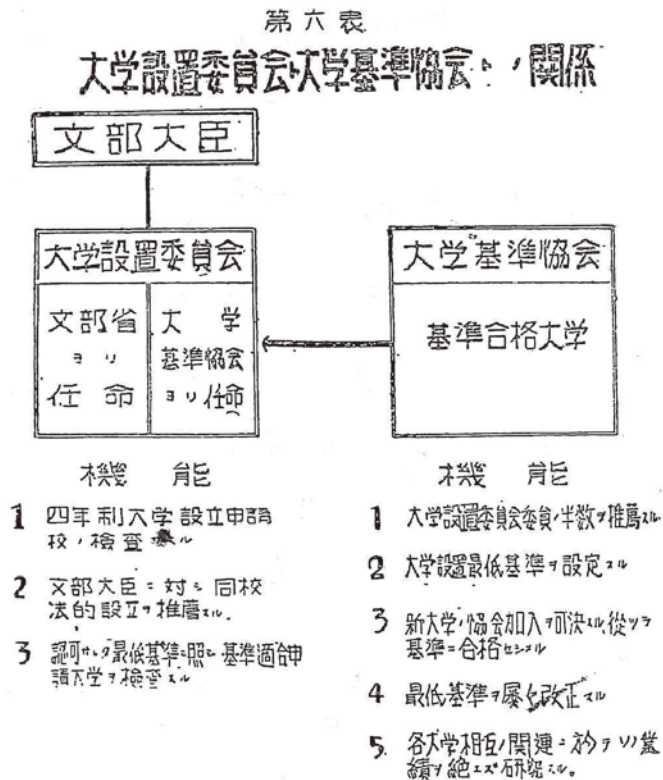 第六表
大学設置委員会ト大学基準協会トノ関係
文部大臣
大学設置委員会
文部省
ヨリ
任命
大学
基準協会
ヨリ任命
大学基準協会
基準合格大学
機能
1 四年制大学設立申請
校ノ検査スル
2 文部大臣ニ対シ同校
法的設立ヲ推薦スル.
3 認可サレタ最低基準ニ照シ基準適合申
請大学ヲ検査スル
機能
1 大学設置委員会委員ノ半数ヲ推薦スル
2 大学設置最低基準ヲ設定スル
3 新大学ノ協会加入ヲ可決スル従ツテ
基準ニ合格セシメル
4 最低基準ヲ屡々改正スル
5. 各大学相互ノ関連ニ於テソノ業
績ヲ絶エズ研究スル。